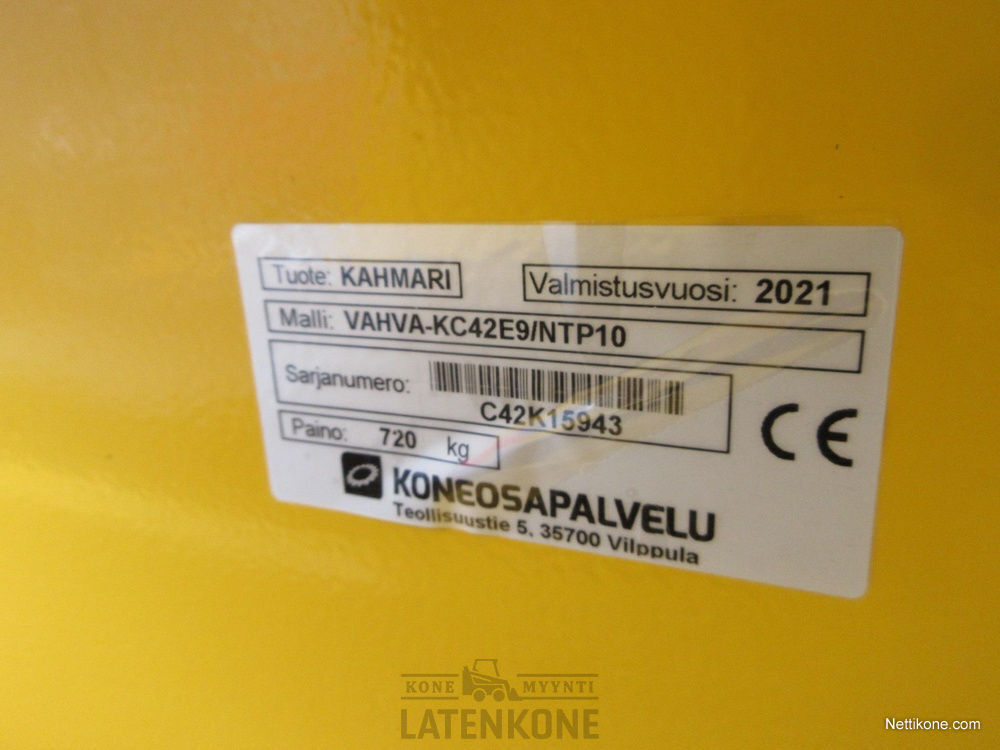 Tuote: KAHMARI
Valmistusvuosi: 2021
Malli: VAHVA-KC42E9/NTP10
Sarjanumero:
C42K15943
Paino: 720 kg
CE
KONEOSAPALVELU
Teollisuustie 5, 35700 Vilppula
KONE MYYNTI
LATENKONE
Nettikone.com